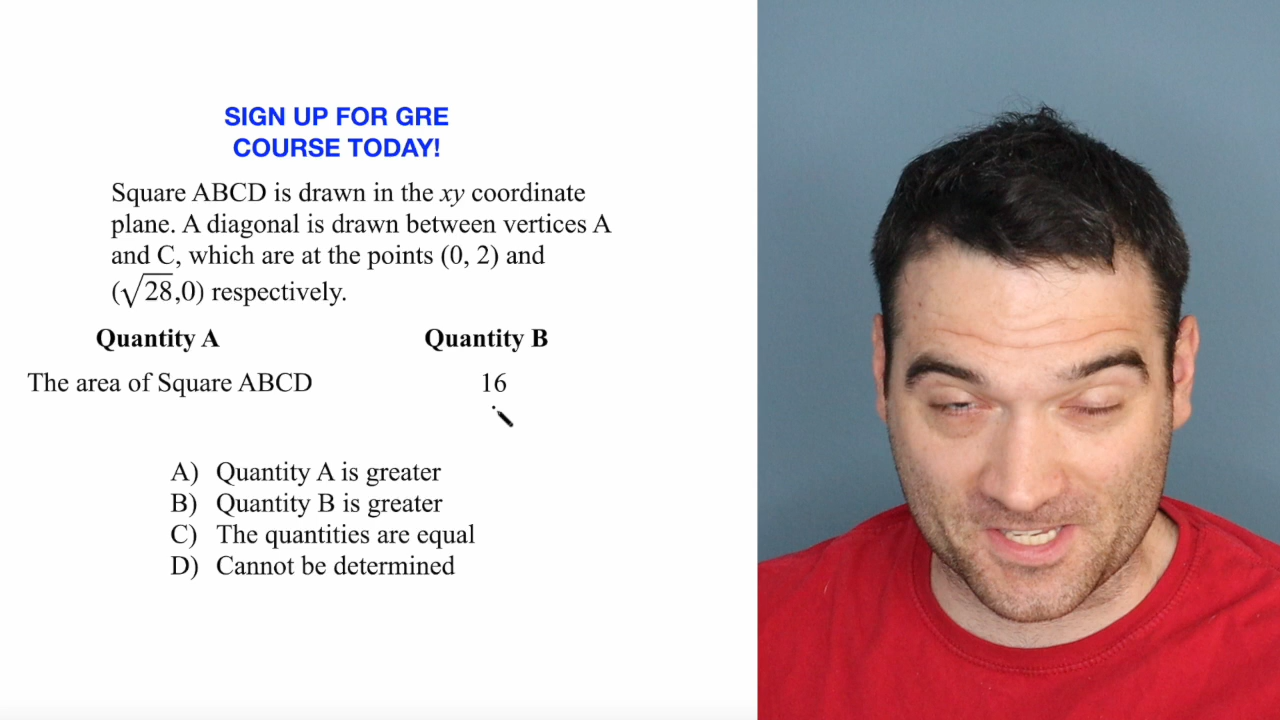 SIGN UP FOR GRE
COURSE TODAY!
Square ABCD is drawn in the xy coordinate
plane. A diagonal is drawn between vertices A
and C, which are at the points (0, 2) and
(√28,0) respectively.
Quantity A Quantity B
The area of Square ABCD 16
A) Quantity A is greater
B) Quantity B is greater
C) The quantities are equal
D) Cannot be determined